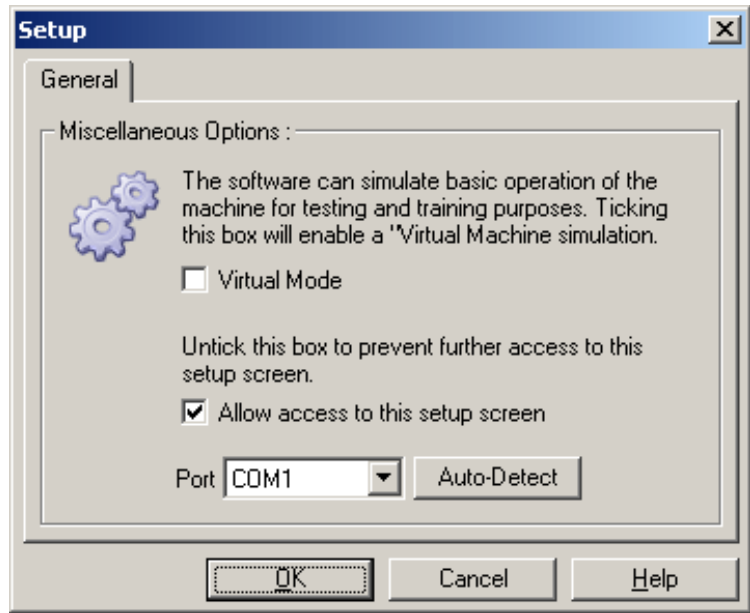 Setup
General
Miscellaneous Options :
The software can simulate basic operation of the
machine for testing and training purposes. Ticking
this box will enable a "Virtual Machine simulation.
Virtual Mode
Untick this box to prevent further access to this
setup screen.
Allow access to this setup screen
Port COM1 Auto-Detect
OK Cancel Help